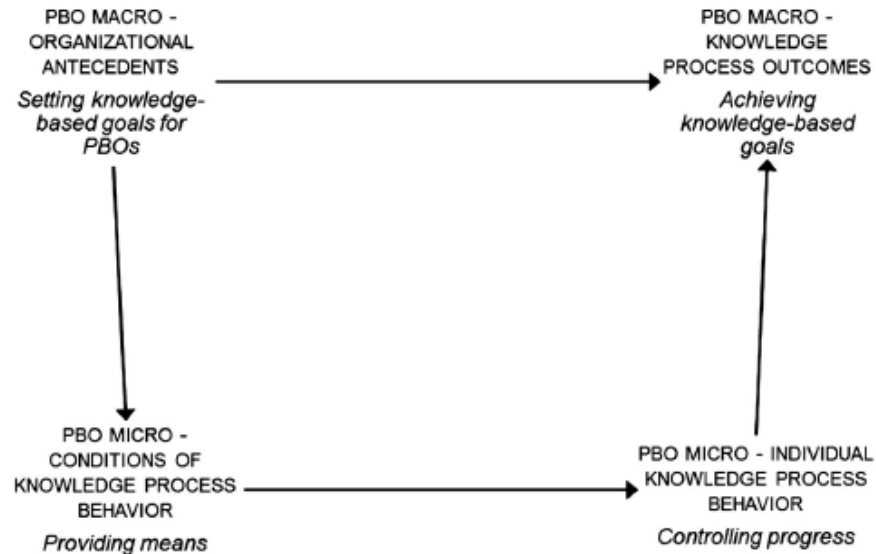 PBO MACRO -
ORGANIZATIONAL
ANTECEDENTS
Setting knowledge-
based goals for
PBOs
PBO MACRO -
KNOWLEDGE
PROCESS OUTCOMES
Achieving
knowledge-based
goals
PBO MICRO -
CONDITIONS OF
KNOWLEDGE PROCESS
BEHAVIOR
Providing means
PBO MICRO - INDIVIDUAL
KNOWLEDGE PROCESS
BEHAVIOR
Controlling progress